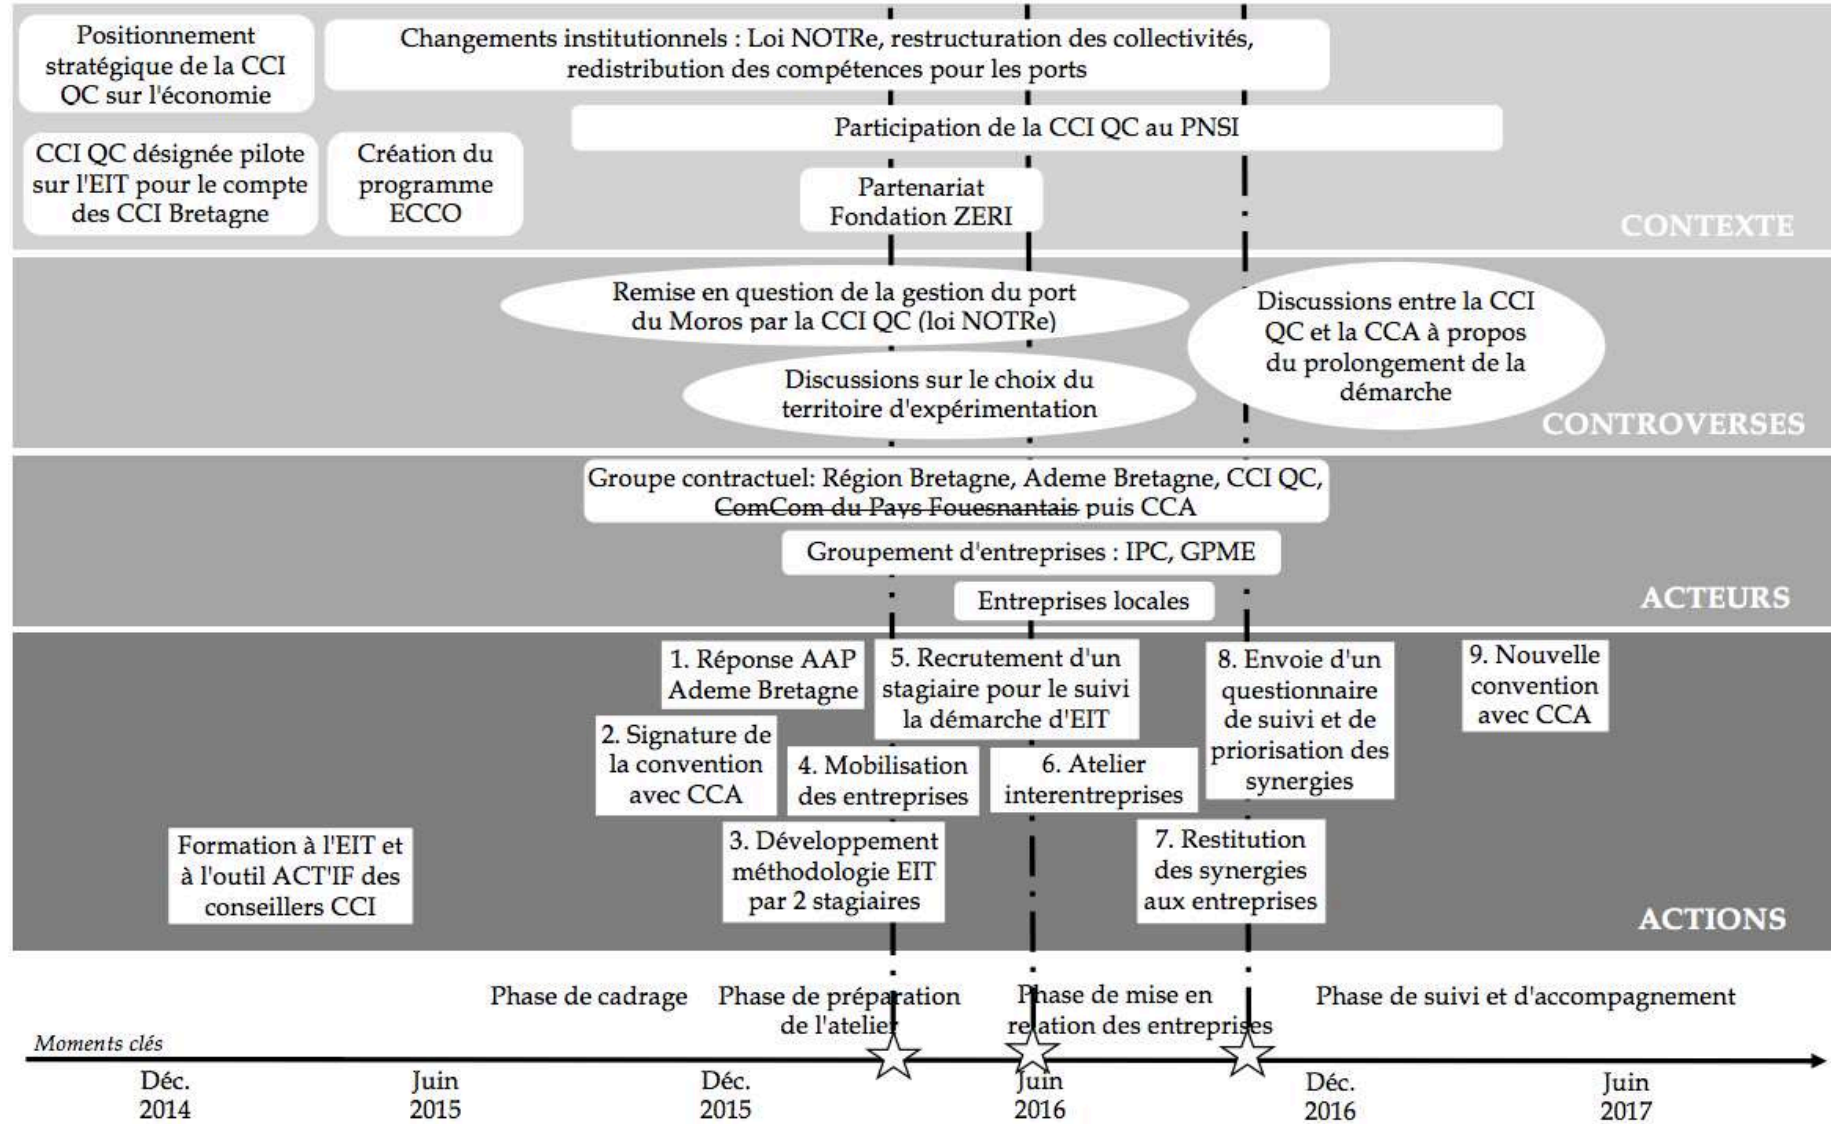 Positionnement
stratégique de la CCI
QC sur l'économie
Changements institutionnels : Loi NOTRe, restructuration des collectivités,
redistribution des compétences pour les ports
Participation de la CCI QC au PNSI
CCI QC désignée pilote
sur l'EIT pour le compte
des CCI Bretagne
Création du
programme
ECCO
Partenariat
Fondation ZERI
CONTEXTE
Remise en question de la gestion du port
du Moros par la CCI QC (loi NOTRe)
Discussions entre la CCI
QC et la CCA à propos
du prolongement de la
démarche
Discussions sur le choix du
territoire d'expérimentation
CONTROVERSES
Groupe contractuel: Région Bretagne, Ademe Bretagne, CCI QC,
ComCom du Pays Fouesnantais puis CCA
Groupement d'entreprises : IPC, GPME
Entreprises locales
ACTEURS
1. Réponse AAP
Ademe Bretagne
5. Recrutement d'un
stagiaire pour le suivi
la démarche d'EIT
8. Envoie d'un
questionnaire
de suivi et de
priorisation des
synergies
9. Nouvelle
convention
avec CCA
2. Signature de
la convention
avec CCA
4. Mobilisation
des entreprises
6. Atelier
interentreprises
Formation à l'EIT et
à l'outil ACT'IF des
conseillers CCI
3. Développement
méthodologie EIT
par 2 stagiaires
7. Restitution
des synergies
aux entreprises
ACTIONS
Phase de cadrage
Phase de préparation
de l'atelier
Phase de mise en
relation des entreprises
Phase de suivi et d'accompagnement
Moments clés
Déc.
2014
Juin
2015
Déc.
2015
Juin
2016
Déc.
2016
Juin
2017